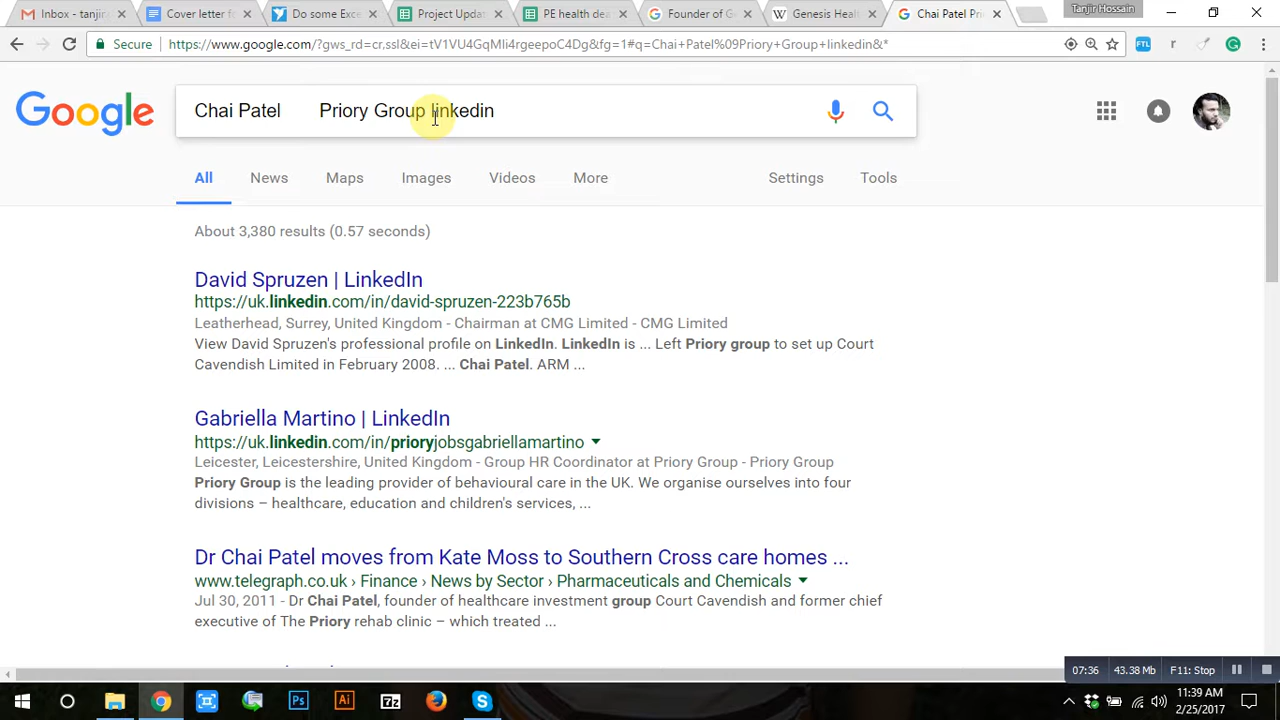 Inbox - tanjir.
Cover letter f
Do some Exce
Project Updat
PE health dea
Founder of Ge
Genesis Healt
Chai Patel Prio
Tanjir Hossain
Secure
https://www.google.com/?gws_rd=cr,ssl&ei=tV1VU4GqMli4rgeepoC4Dg&fg=1#q=Chai+Patel%09Priory+Group+linkedin&*
FTL
r
Google
Chai Patel Priory Group linkedin
All News Maps Images Videos More Settings Tools
About 3,380 results (0.57 seconds)
David Spruzen | LinkedIn
https://uk.linkedin.com/in/david-spruzen-223b765b
Leatherhead, Surrey, United Kingdom - Chairman at CMG Limited - CMG Limited
View David Spruzen's professional profile on LinkedIn. LinkedIn is ... Left Priory group to set up Court
Cavendish Limited in February 2008. ... Chai Patel. ARM ...
Gabriella Martino | LinkedIn
https://uk.linkedin.com/in/prioryjobsgabriellamartino
Leicester, Leicestershire, United Kingdom - Group HR Coordinator at Priory Group - Priory Group
Priory Group is the leading provider of behavioural care in the UK. We organise ourselves into four
divisions – healthcare, education and children's services, ...
Dr Chai Patel moves from Kate Moss to Southern Cross care homes ...
www.telegraph.co.uk › Finance › News by Sector › Pharmaceuticals and Chemicals
Jul 30, 2011 - Dr Chai Patel, founder of healthcare investment group Court Cavendish and former chief
executive of The Priory rehab clinic – which treated ...
07:36 43.38 Mb F11: Stop
Ps
Ai
7z
11:39 AM
2/25/2017